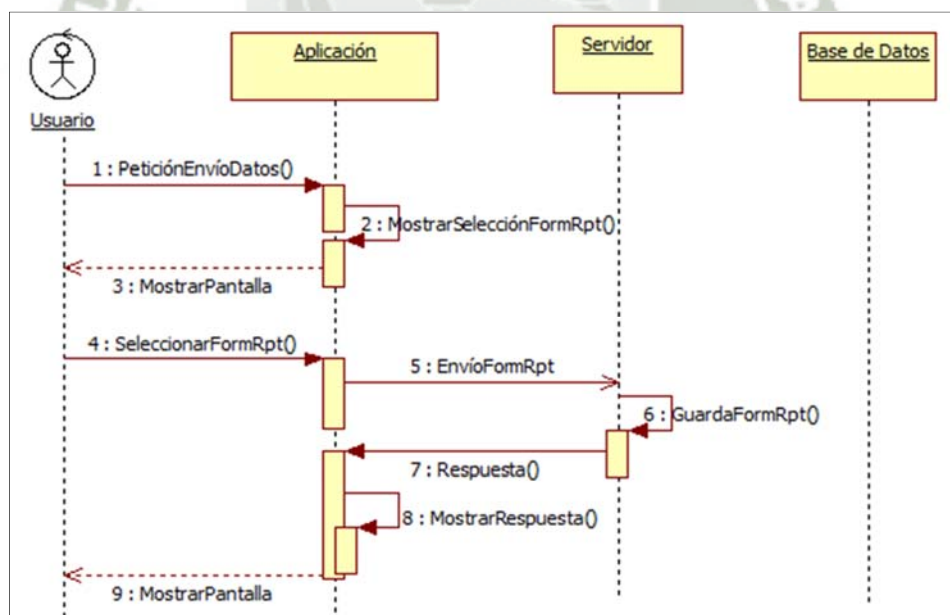 Usuario
Aplicación
Servidor
Base de Datos
1 : PeticiónEnvíoDatos()
2 : MostrarSelecciónFormRpt()
3 : MostrarPantalla
4 : SeleccionarFormRpt()
5 : EnvíoFormRpt
6 : GuardaFormRpt()
7 : Respuesta()
8 : MostrarRespuesta()
9 : MostrarPantalla